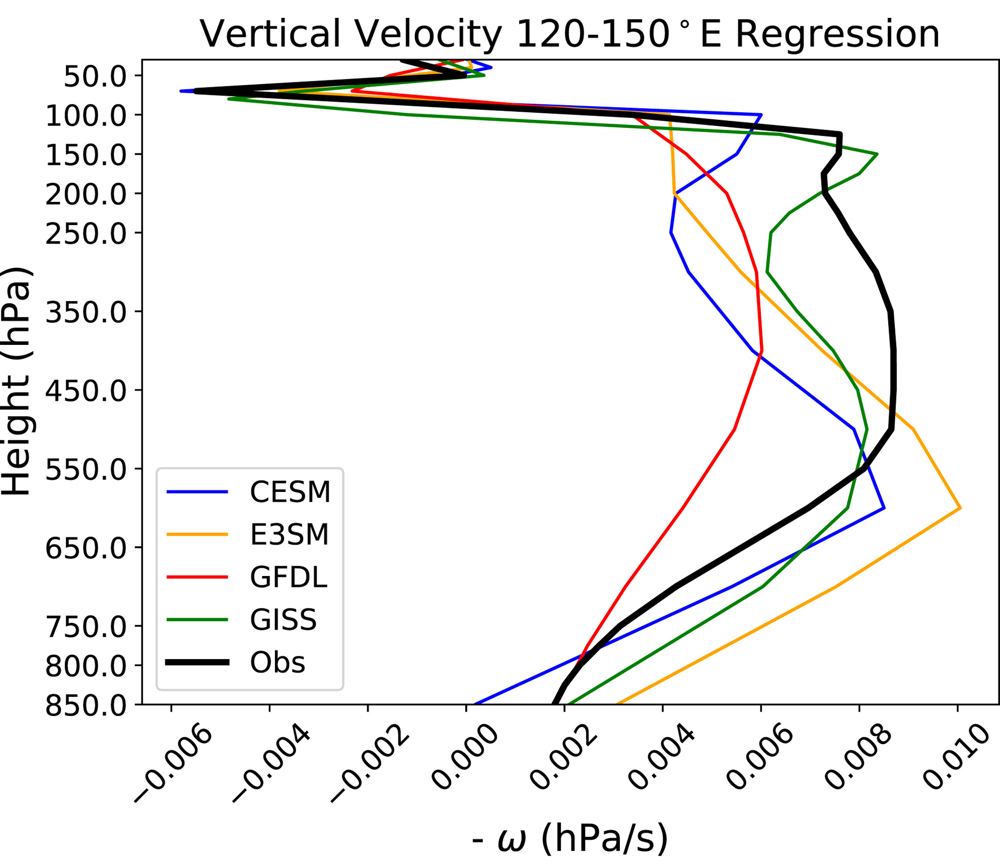 Vertical Velocity 120-150°E Regression
Height (hPa)
50.0
100.0
150.0
200.0
250.0
350.0
450.0
550.0
650.0
750.0
800.0
850.0
CESM
E3SM
GFDL
GISS
Obs
−0.006
−0.004
−0.002
0.000
0.002
0.004
0.006
0.008
0.010
- ω (hPa/s)